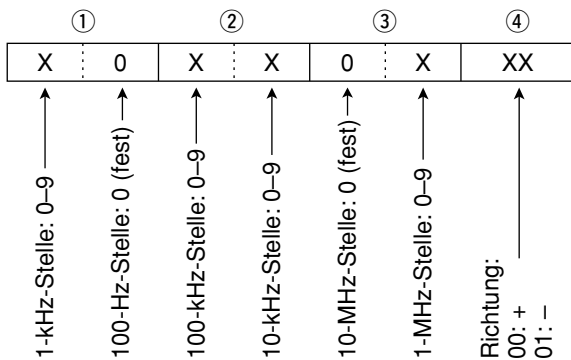 ① ② ③ ④
X 0 X X 0 X XX
1-kHz-Stelle: 0–9
100-Hz-Stelle: 0 (fest)
100-kHz-Stelle: 0–9
10-kHz-Stelle: 0–9
10-MHz-Stelle: 0 (fest)
1-MHz-Stelle: 0–9
Richtung:
00: +
01: –